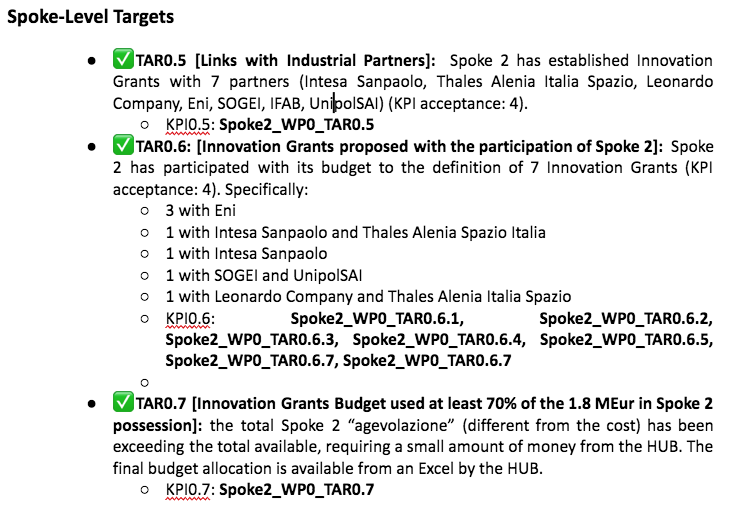 Spoke-Level Targets
● ✅TAR0.5 [Links with Industrial Partners]: Spoke 2 has established Innovation
Grants with 7 partners (Intesa Sanpaolo, Thales Alenia Italia Spazio, Leonardo
Company, Eni, SOGEI, IFAB, UnipolSAI) (KPI acceptance: 4).
○ KPI0.5: Spoke2_WP0_TAR0.5
● ✅TAR0.6: [Innovation Grants proposed with the participation of Spoke 2]: Spoke
2 has participated with its budget to the definition of 7 Innovation Grants (KPI
acceptance: 4). Specifically:
○ 3 with Eni
○ 1 with Intesa Sanpaolo and Thales Alenia Spazio Italia
○ 1 with Intesa Sanpaolo
○ 1 with SOGEI and UnipolSAI
○ 1 with Leonardo Company and Thales Alenia Italia Spazio
○ KPI0.6: Spoke2_WP0_TAR0.6.1, Spoke2_WP0_TAR0.6.2,
Spoke2_WP0_TAR0.6.3, Spoke2_WP0_TAR0.6.4, Spoke2_WP0_TAR0.6.5,
Spoke2_WP0_TAR0.6.7, Spoke2_WP0_TAR0.6.7
○
● ✅TAR0.7 [Innovation Grants Budget used at least 70% of the 1.8 MEur in Spoke 2
possession]: the total Spoke 2 “agevolazione” (different from the cost) has been
exceeding the total available, requiring a small amount of money from the HUB. The
final budget allocation is available from an Excel by the HUB.
○ KPI0.7: Spoke2_WP0_TAR0.7